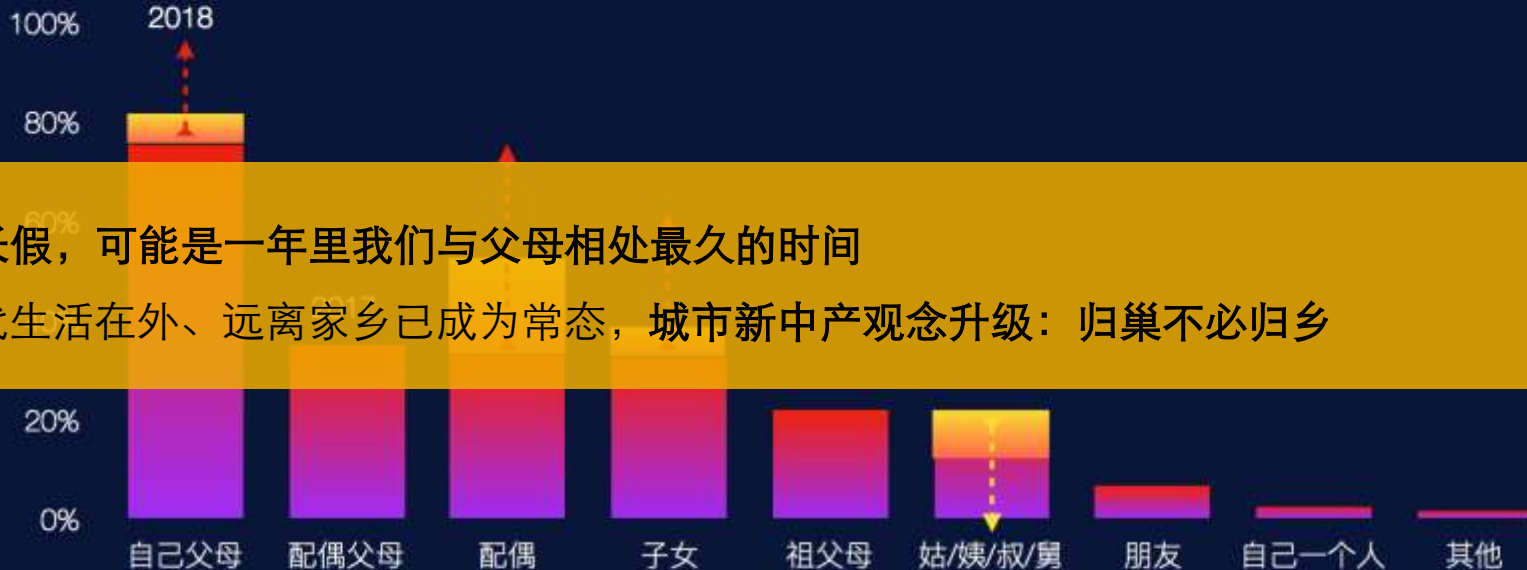 100%
2018
80%
60%
假，可能是一年里我们与父母相处最久的时间
2017
生活在外、远离家乡已成为常态，城市新中产观念升级：归巢不必归乡
20%
0%
自己父母 配偶父母 配偶 子女 祖父母 姑/姨/叔/舅 朋友 自己一个人 其他